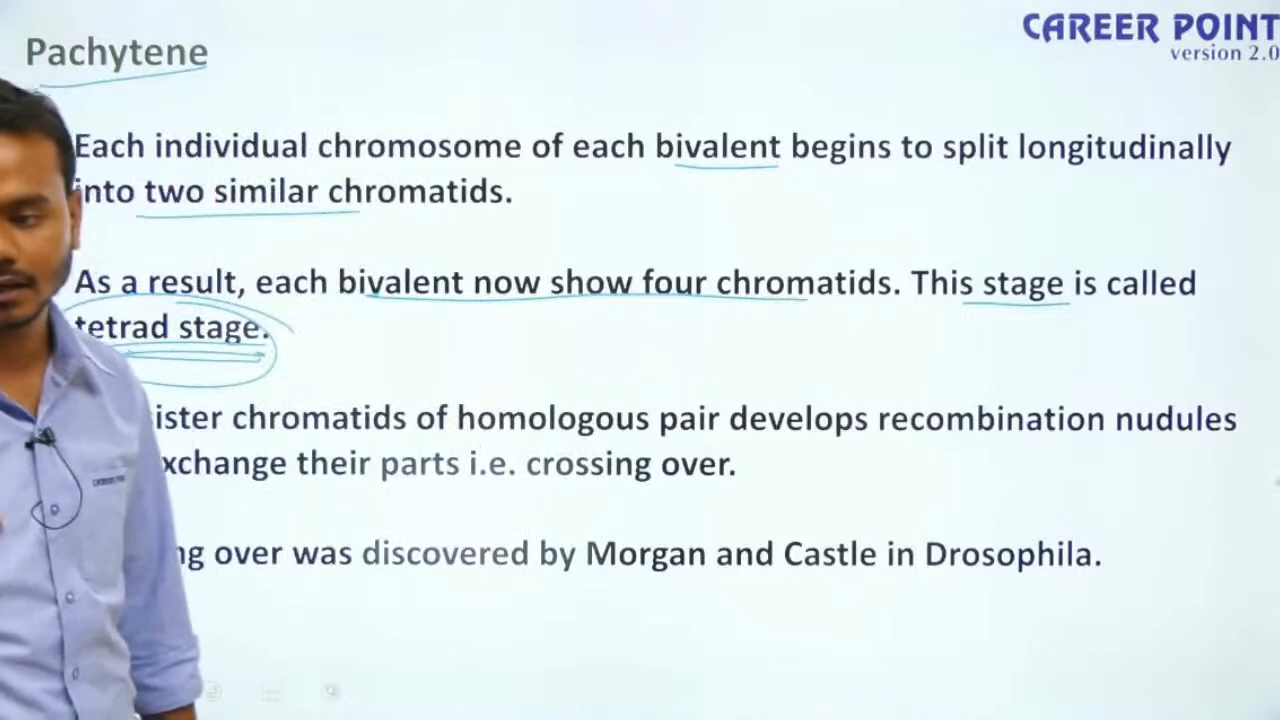 Pachytene
CAREER POINT
version 2.0
Each individual chromosome of each bivalent begins to split longitudinally
into two similar chromatids.
As a result, each bivalent now show four chromatids. This stage is called
tetrad stage.
chromatids of homologous pair develops recombination nudules
their parts i.e. crossing over.
over was discovered by Morgan and Castle in Drosophila.